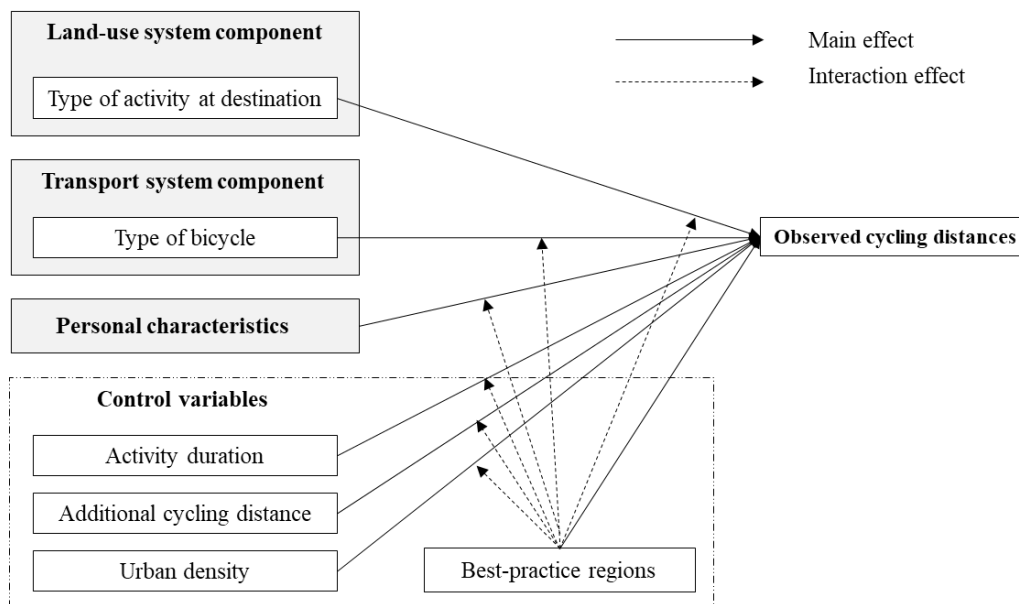 Land-use system component
Type of activity at destination
Main effect
Interaction effect
Transport system component
Type of bicycle
Observed cycling distances
Personal characteristics
Control variables
Activity duration
Additional cycling distance
Urban density
Best-practice regions